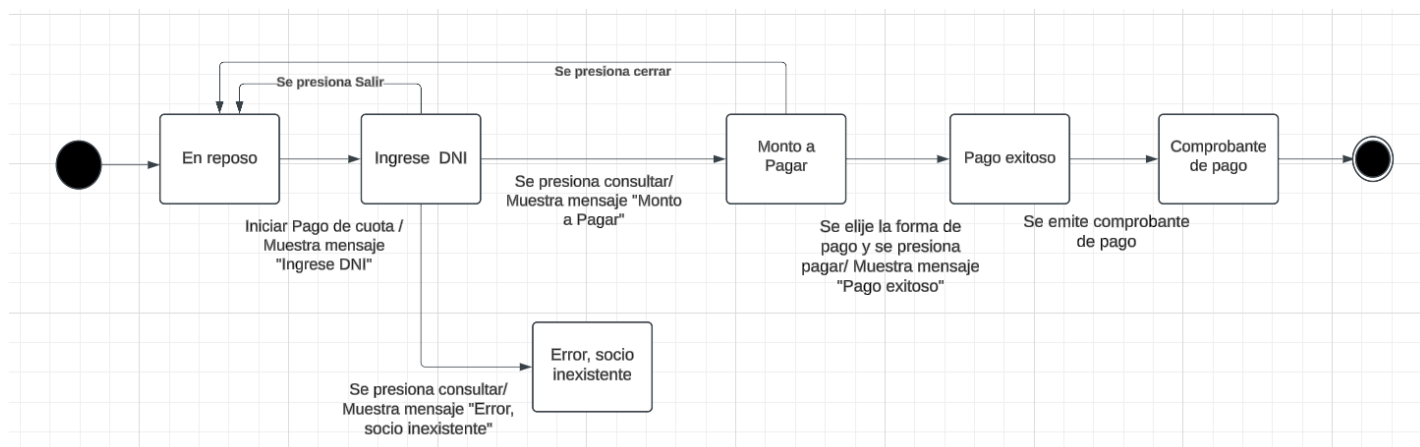 Se presiona cerrar
Se presiona Salir
En reposo
Ingrese DNI
Monto a
Pagar
Pago exitoso
Comprobante
de pago
Iniciar Pago de cuota /
Muestra mensaje
"Ingrese DNI"
Se presiona consultar/
Muestra mensaje "Monto
a Pagar"
Se elije la forma de
pago y se presiona
pagar/ Muestra mensaje
"Pago exitoso"
Se emite comprobante
de pago
Error, socio
inexistente
Se presiona consultar/
Muestra mensaje "Error,
socio inexistente"